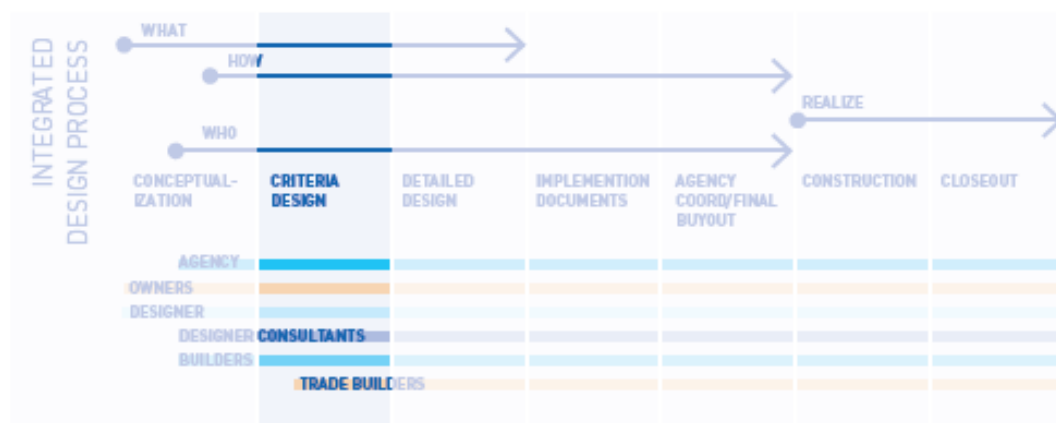 INTEGRATED
DESIGN PROCESS
WHAT
HOW
REALIZE
WHO
CONCEPTUAL-
IZATION
CRITERIA
DESIGN
DETAILED
DESIGN
IMPLEMENTION
DOCUMENTS
AGENCY
COORD/FINAL
BUYOUT
CONSTRUCTION
CLOSEOUT
AGENCY
OWNERS
DESIGNER
DESIGNER CONSULTANTS
BUILDERS
TRADE BUILDERS